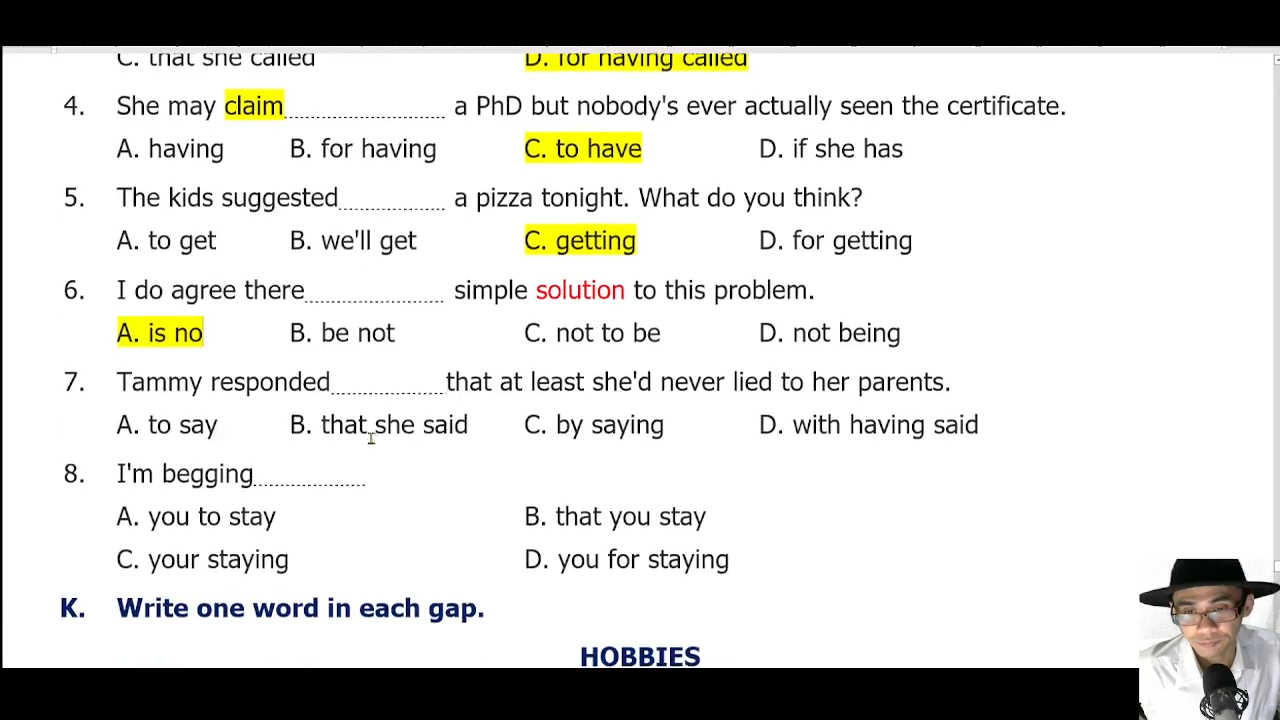 C. that she called D. for having called
4. She may claim a PhD but nobody's ever actually seen the certificate.
A. having B. for having C. to have D. if she has
5. The kids suggested a pizza tonight. What do you think?
A. to get B. we'll get C. getting D. for getting
6. I do agree there simple solution to this problem.
A. is no B. be not C. not to be D. not being
7. Tammy responded that at least she'd never lied to her parents.
A. to say B. that she said C. by saying D. with having said
8. I'm begging
A. you to stay B. that you stay
C. your staying D. you for staying
K. Write one word in each gap.
HOBBIES